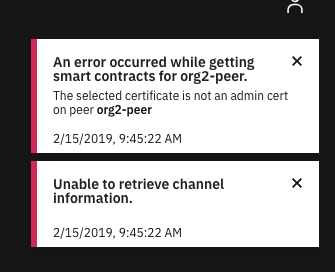 An error occurred while getting
smart contracts for org2-peer.
The selected certificate is not an admin cert
on peer org2-peer
2/15/2019, 9:45:22 AM
Unable to retrieve channel
information.
2/15/2019, 9:45:22 AM